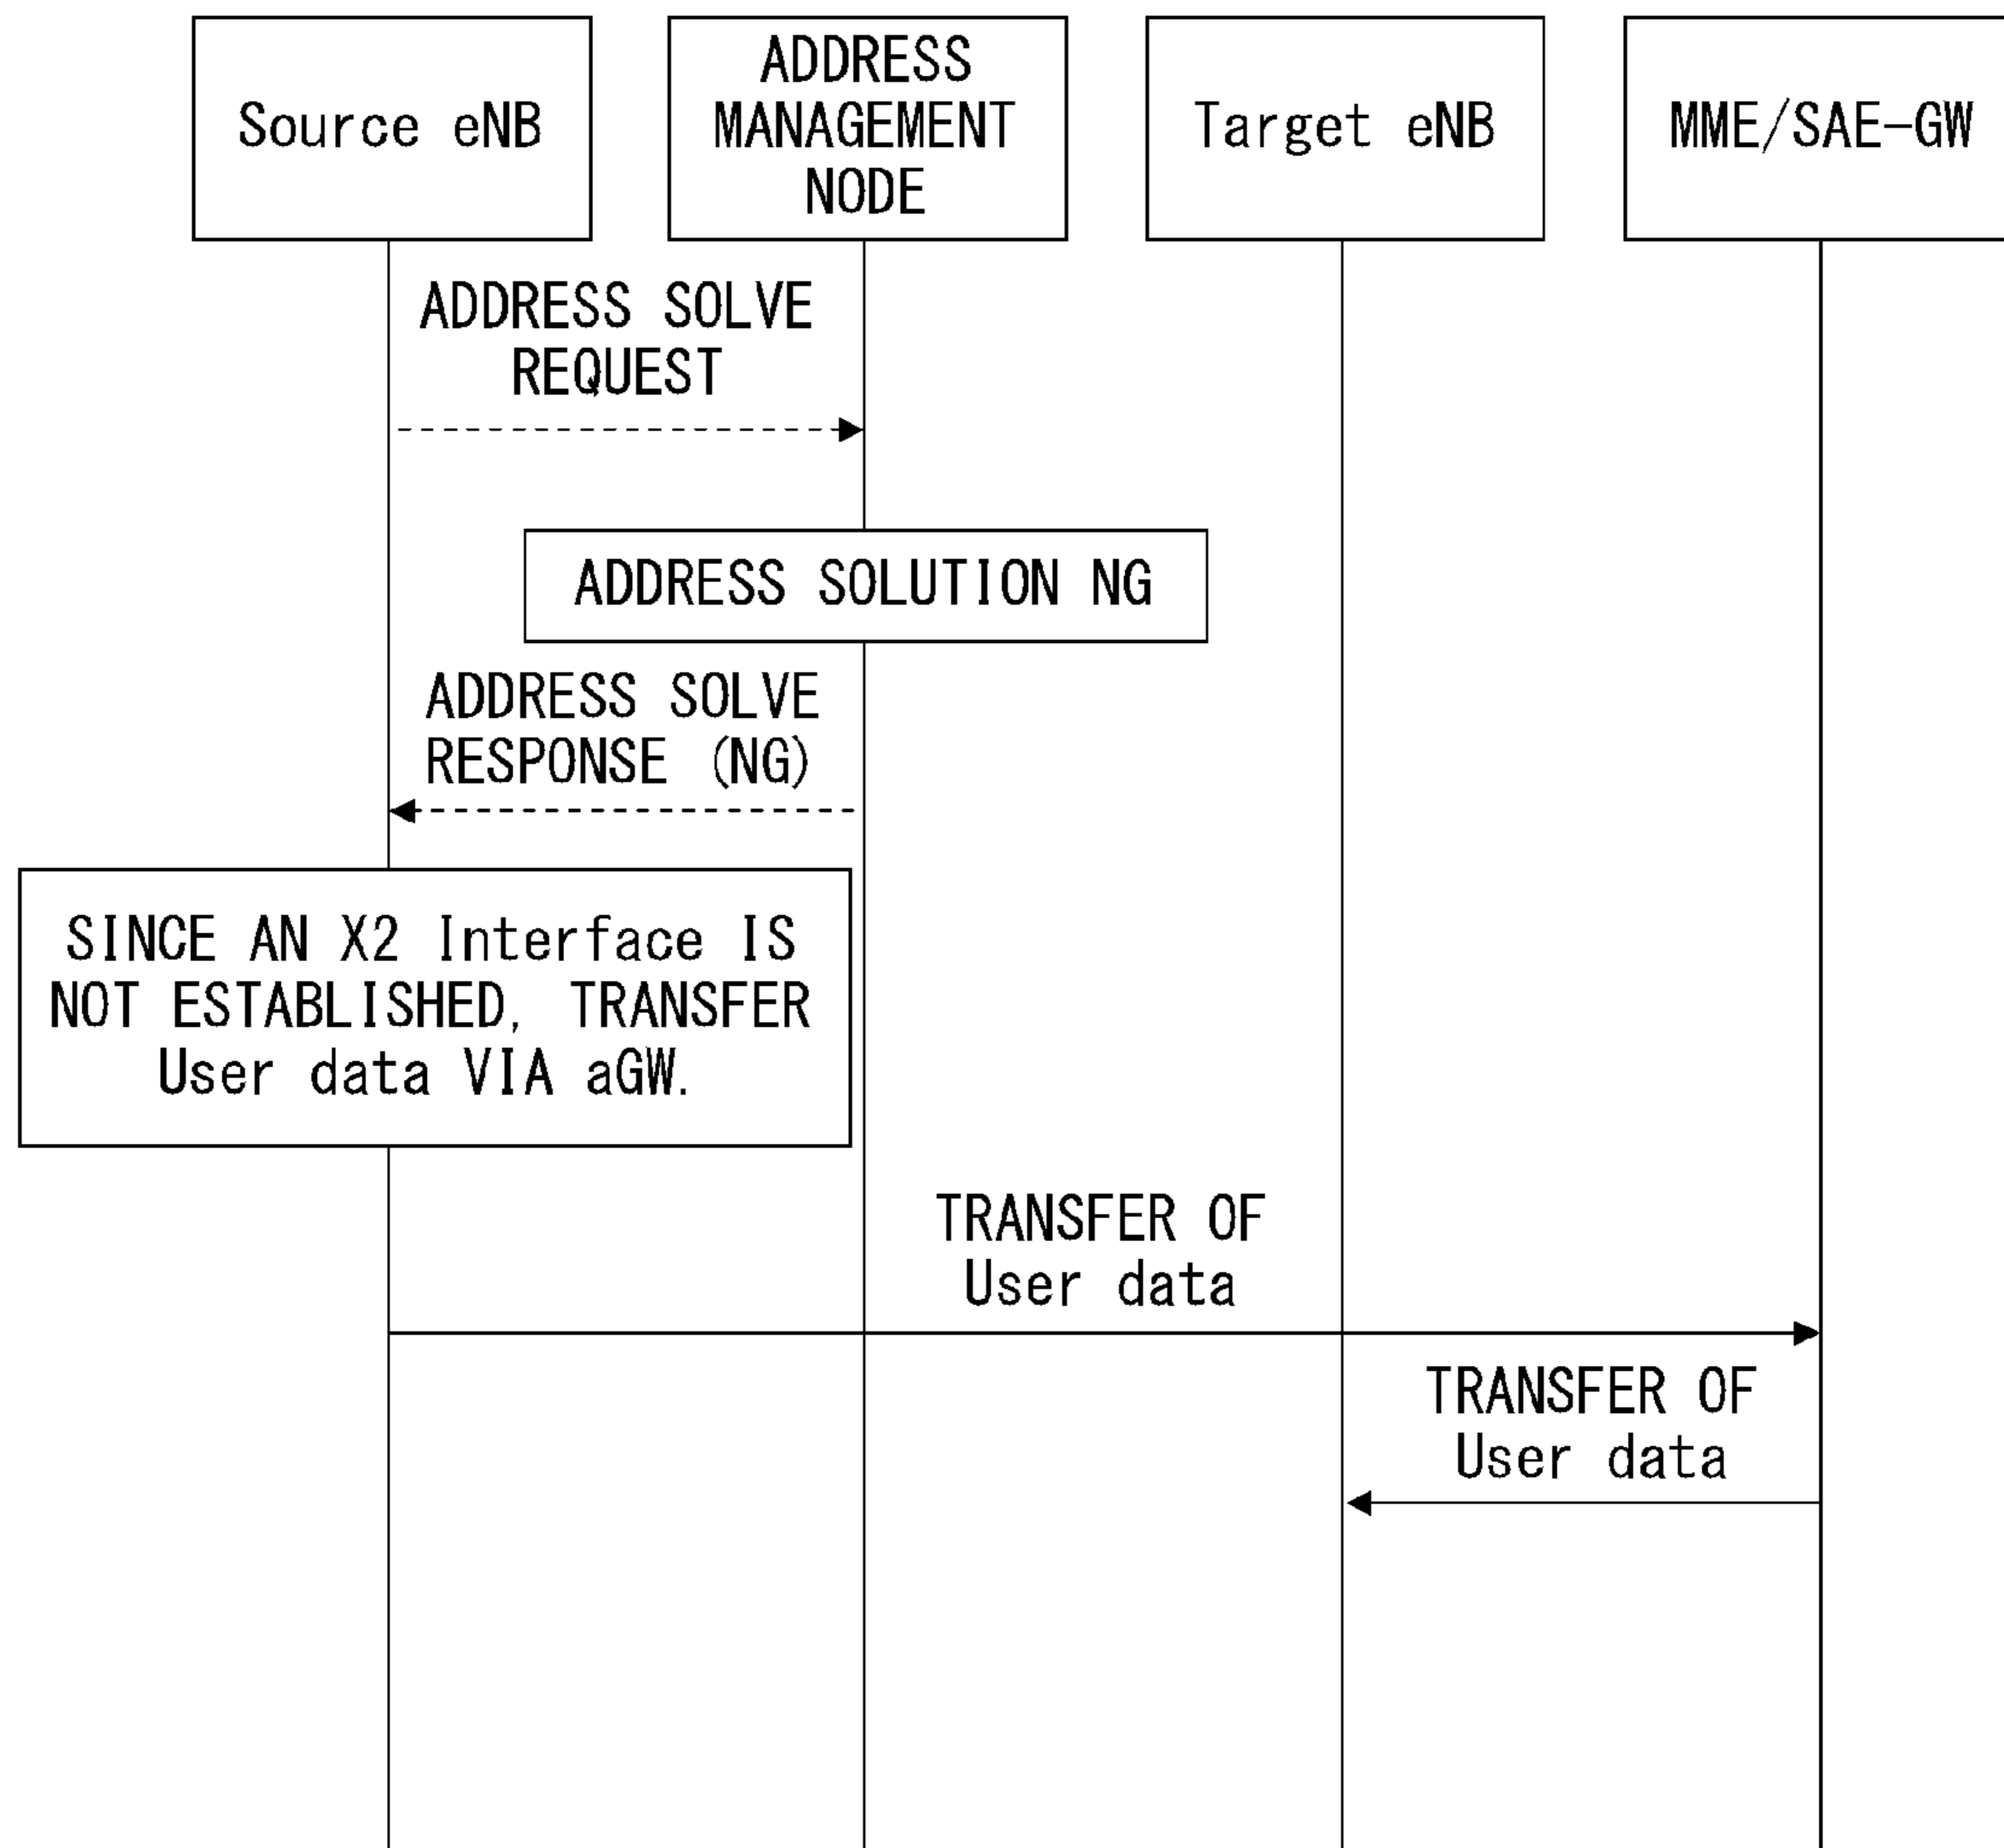 Source eNB
ADDRESS
MANAGEMENT
NODE
Target eNB
MME/SAE-GW
ADDRESS SOLVE
REQUEST
ADDRESS SOLUTION NG
ADDRESS SOLVE
RESPONSE (NG)
SINCE AN X2 Interface IS
NOT ESTABLISHED, TRANSFER
User data VIA aGW.
TRANSFER OF
User data
TRANSFER OF
User data